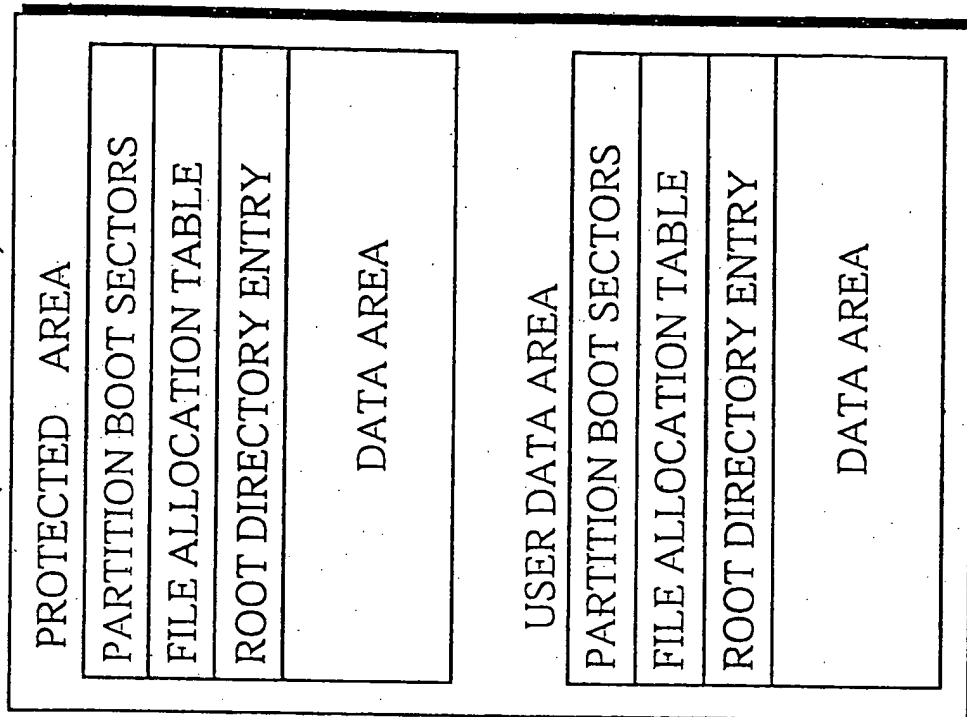 PROTECTED AREA
PARTITION BOOT SECTORS
FILE ALLOCATION TABLE
ROOT DIRECTORY ENTRY
DATA AREA
USER DATA AREA
PARTITION BOOT SECTORS
FILE ALLOCATION TABLE
ROOT DIRECTORY ENTRY
DATA AREA